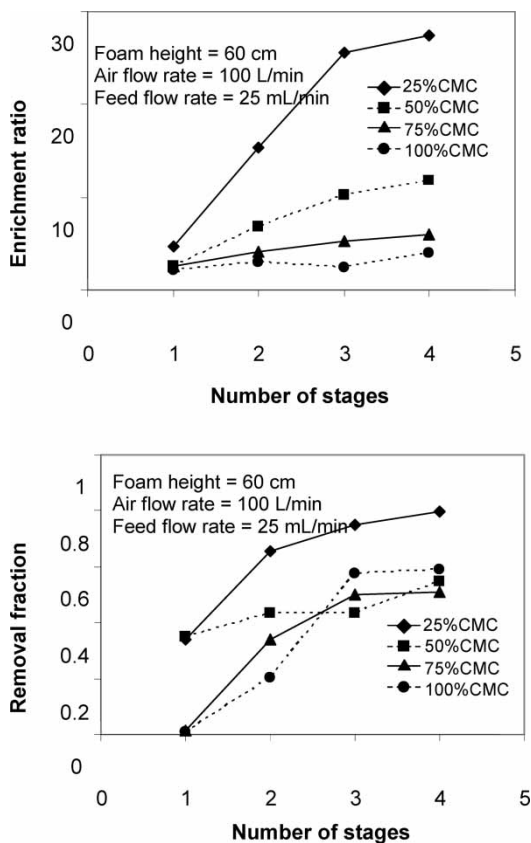 30
Foam height = 60 cm
Air flow rate = 100 L/min
Feed flow rate = 25 mL/min
25%CMC
50%CMC
75%CMC
100%CMC
20
10
0
Enrichment ratio
0 1 2 3 4 5
Number of stages
1
Foam height = 60 cm
Air flow rate = 100 L/min
Feed flow rate = 25 mL/min
0.8
0.6
0.4
0.2
0
Removal fraction
25%CMC
50%CMC
75%CMC
100%CMC
0 1 2 3 4 5
Number of stages